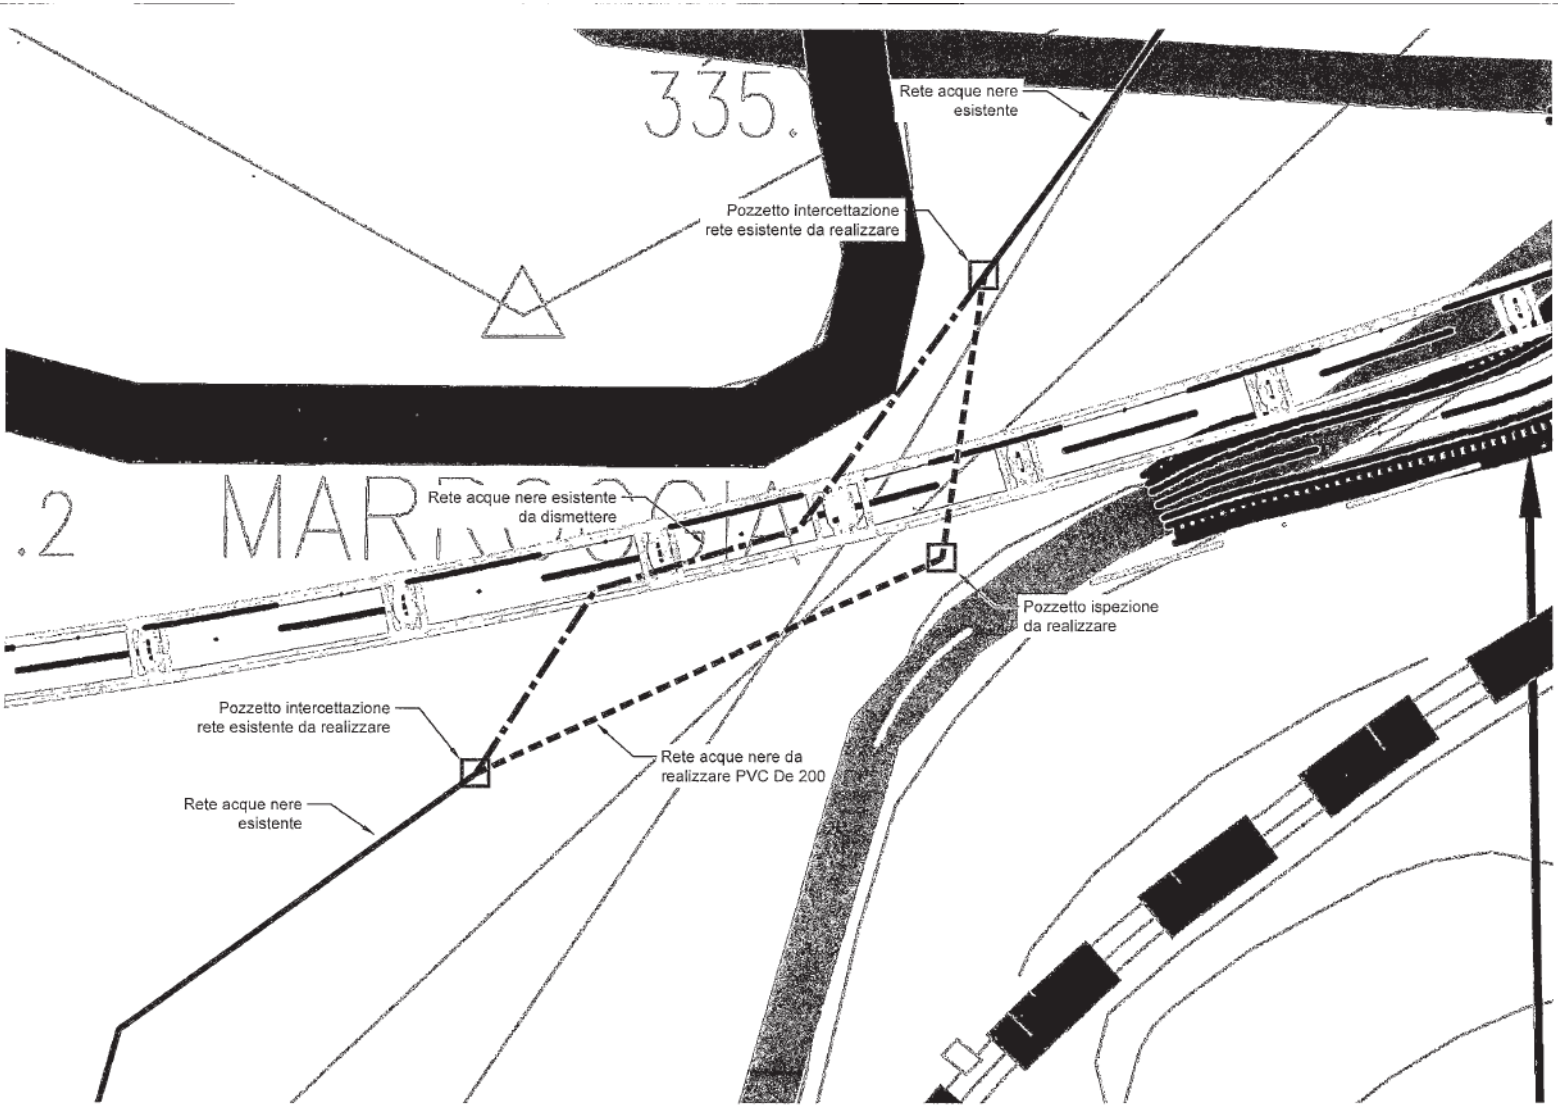 335.
Rete acque nere
esistente
Pozzetto intercettazione
rete esistente da realizzare
.2
MARROGGIA
Rete acque nere esistente
da dismettere
Pozzetto ispezione
da realizzare
Pozzetto intercettazione
rete esistente da realizzare
Rete acque nere da
realizzare PVC De 200
Rete acque nere
esistente